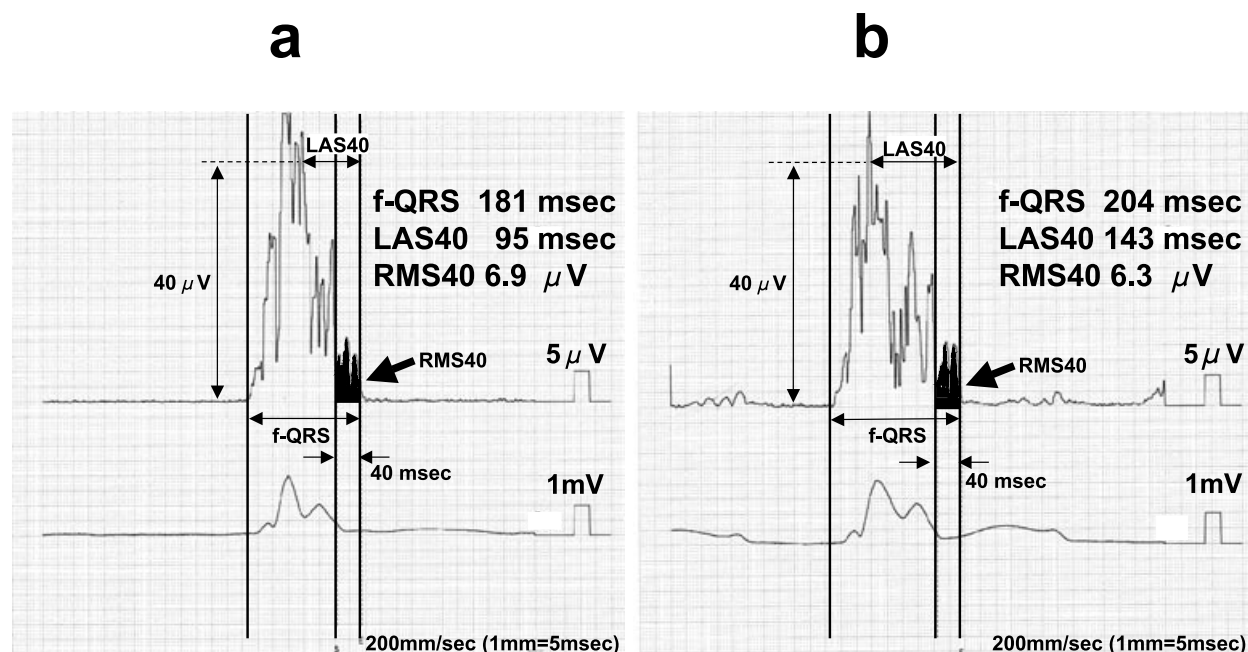 a
LAS40
f-QRS 181 msec
LAS40 95 msec
RMS40 6.9 μV
40 μV
RMS40
5 μV
f-QRS
40 msec
1mV
200mm/sec (1mm=5msec)
b
LAS40
f-QRS 204 msec
LAS40 143 msec
RMS40 6.3 μV
40 μV
RMS40
5 μV
f-QRS
40 msec
1mV
200mm/sec (1mm=5msec)